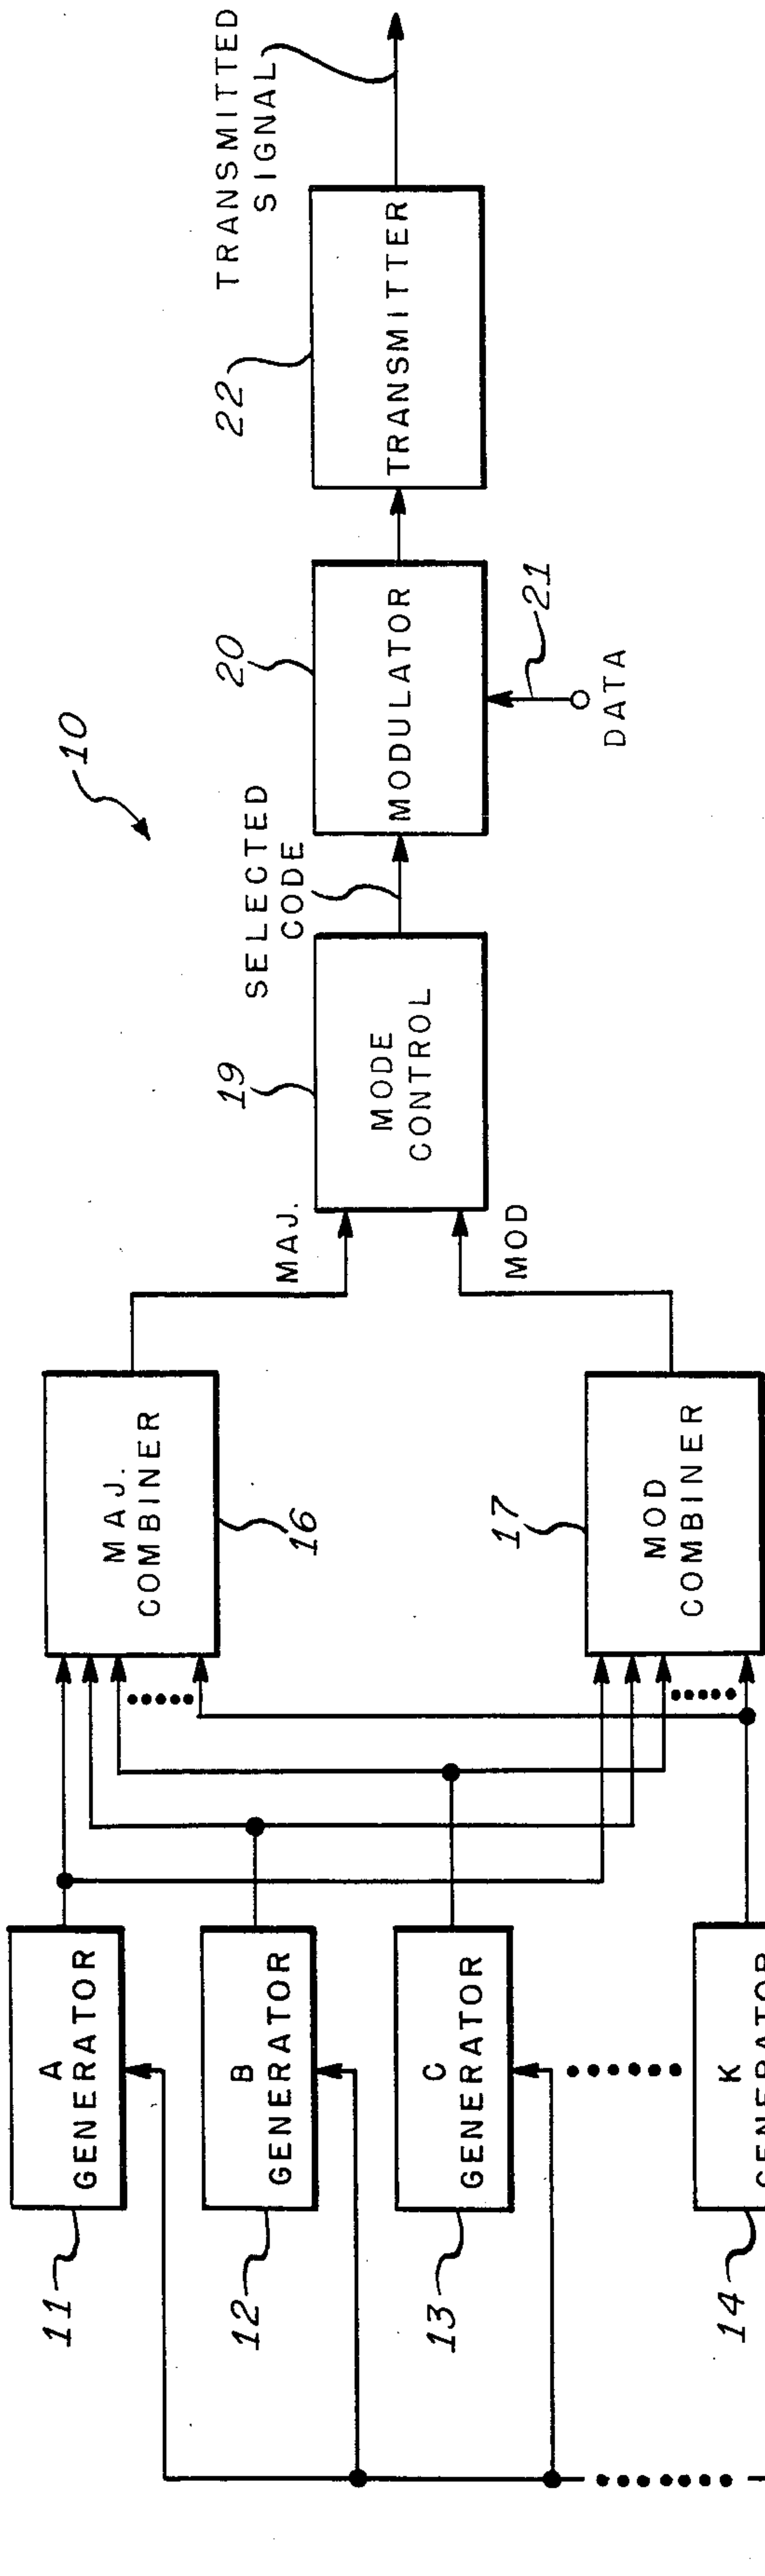 11
A
GENERATOR
12
B
GENERATOR
13
C
GENERATOR
14
K
GENERATOR
MAJ.
COMBINER
16
17
MOD
COMBINER
MAJ.
MOD
19
MODE
CONTROL
SELECTED
CODE
10
20
MODULATOR
21
DATA
22
TRANSMITTER
TRANSMITTED
SIGNAL